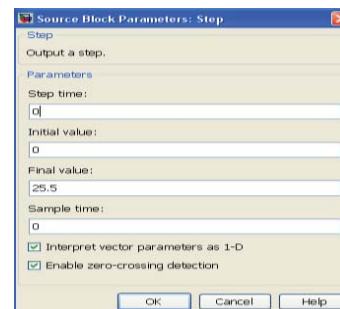 Source Block Parameters: Step
Step
Output a step.
Parameters
Step time:
0
Initial value:
0
Final value:
25.5
Sample time:
0
Interpret vector parameters as 1-D
Enable zero-crossing detection
OK Cancel Help